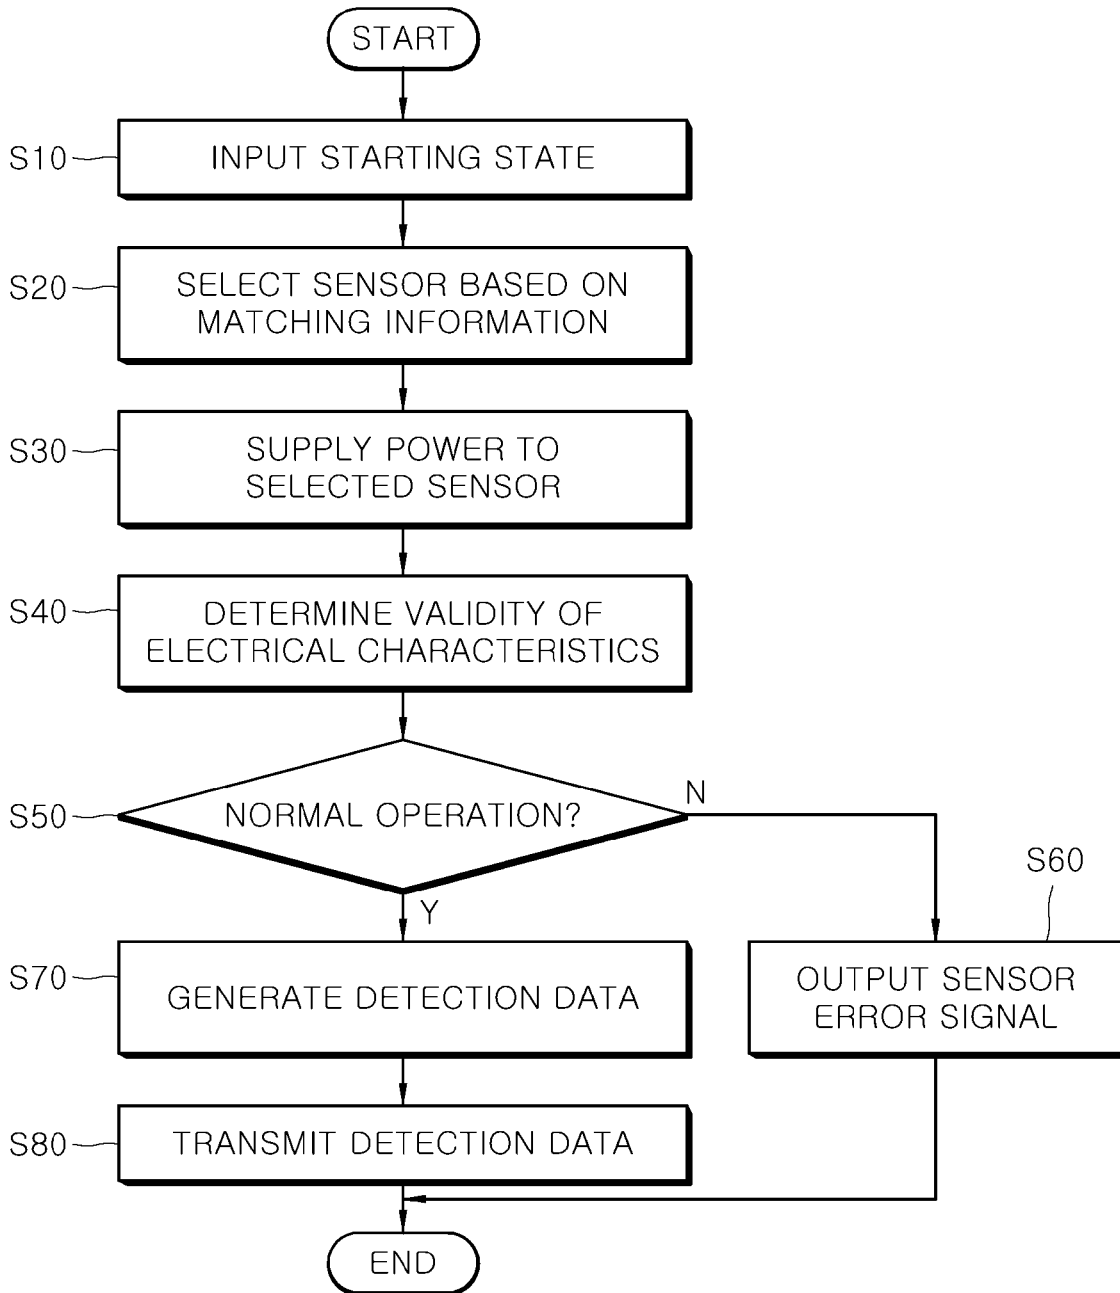 START
S10
INPUT STARTING STATE
S20
SELECT SENSOR BASED ON
MATCHING INFORMATION
S30
SUPPLY POWER TO
SELECTED SENSOR
S40
DETERMINE VALIDITY OF
ELECTRICAL CHARACTERISTICS
S50
NORMAL OPERATION?
N
Y
S60
OUTPUT SENSOR
ERROR SIGNAL
S70
GENERATE DETECTION DATA
S80
TRANSMIT DETECTION DATA
END